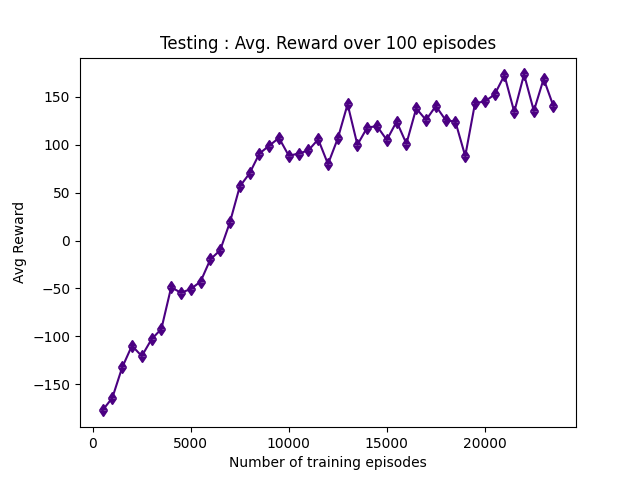 Testing : Avg. Reward over 100 episodes
150
100
50
0
−50
−100
−150
Avg Reward
0 5000 10000 15000 20000
Number of training episodes